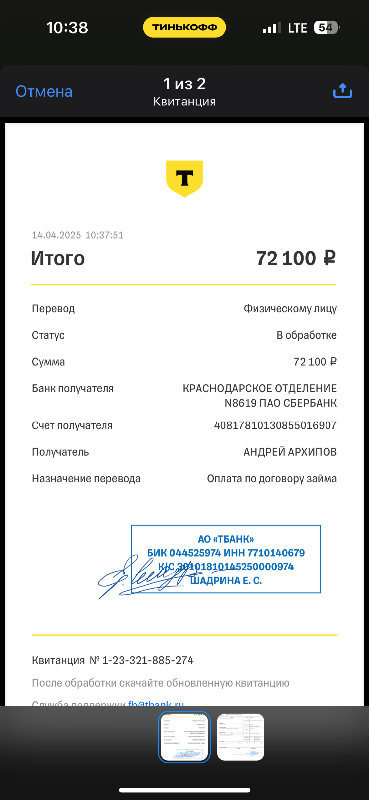 10:38
ТИНЬКОФФ
LTE 54
Отмена
1 из 2
Квитанция
14.04.2025 10:37:51
Итого 72 100 ₽
Перевод Физическому лицу
Статус В обработке
Сумма 72 100 ₽
Банк получателя КРАСНОДАРСКОЕ ОТДЕЛЕНИЕ
N8619 ПАО СБЕРБАНК
Счет получателя 40817810130855016907
Получатель АНДРЕЙ АРХИПОВ
Назначение перевода Оплата по договору займа
АО «ТБАНК»
БИК 044525974 ИНН 7710140679
К/С 30101810145250000974
ШАДРИНА Е. С.
Квитанция № 1-23-321-885-274
После обработки скачайте обновленную квитанцию
Служба поддержки fb@tbank.ru